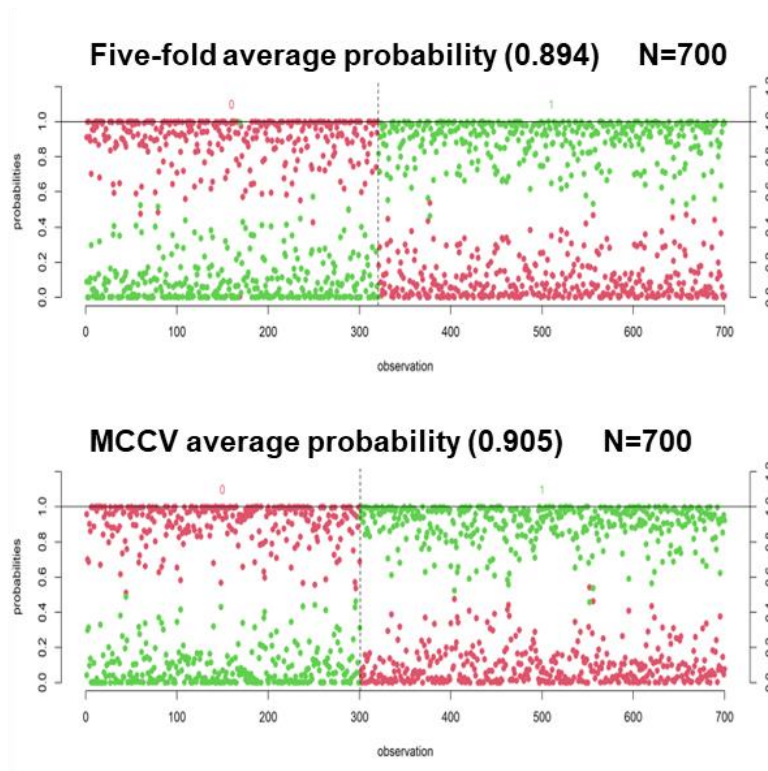 Five-fold average probability (0.894) N=700
0 1
probabilities
0.0 0.2 0.4 0.6 0.8 1.0
0 100 200 300 400 500 600 700
observation
MCCV average probability (0.905) N=700
0 1
probabilities
0.0 0.2 0.4 0.6 0.8 1.0
0 100 200 300 400 500 600 700
observation